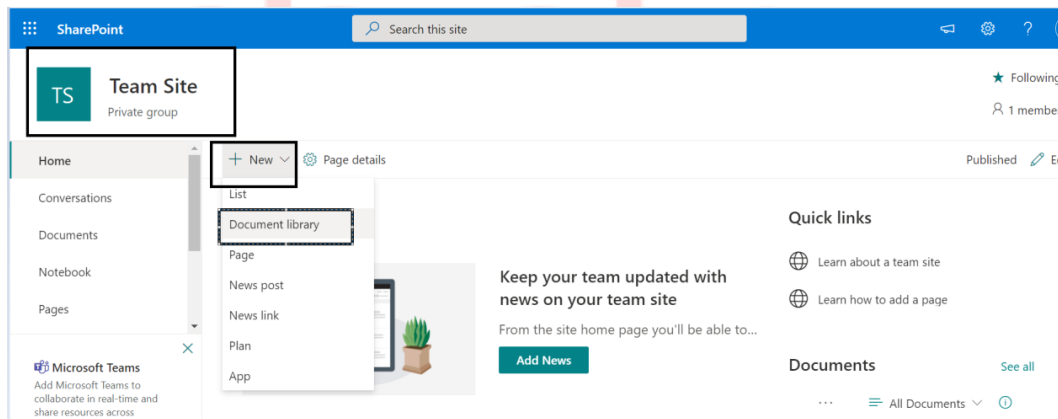 SharePoint
Search this site
?
TS
Team Site
Private group
Following
1 membe
Home
New
Page details
Published
Conversations
Documents
Notebook
Pages
List
Document library
Page
News post
News link
Plan
App
Keep your team updated with
news on your team site
From the site home page you'll be able to...
Add News
Quick links
Learn about a team site
Learn how to add a page
Documents
See all
... All Documents
Microsoft Teams
Add Microsoft Teams to
collaborate in real-time and
share resources across